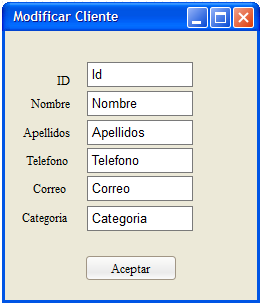 Modificar Cliente
ID Id
Nombre Nombre
Apellidos Apellidos
Telefono Telefono
Correo Correo
Categoria Categoria
Aceptar